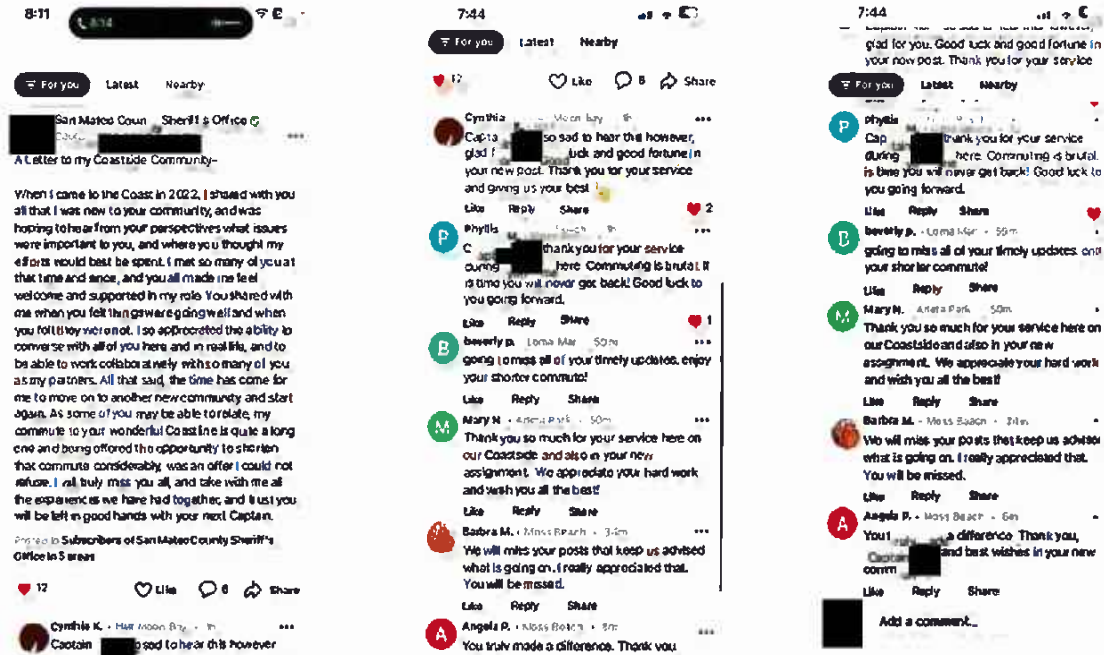 8:11
8:14
For you Latest Nearby
San Mateo Coun Sheriff's Office
A Letter to my Coastside Community-
When I came to the Coast in 2022, I shared with you
all that I was new to your community, and was
hoping to hear from your perspectives what issues
were important to you, and where you thought my
efforts would best be spent. I met so many of you at
that time and since, and you all made me feel
welcome and supported in my role. You shared with
me when you felt things were going well and when
you felt they were not. I so appreciated the ability to
converse with all of you here and in real life, and to
be able to work collaboratively with so many of you
as my partners. All that said, the time has come for
me to move on to another new community and start
again. As some of you may be able to relate, my
commute to your wonderful Coastline is quite a long
one and being offered the opportunity to shorten
that commute considerably, was an offer I could not
refuse. I will truly miss you all, and take with me all
the experiences we have had together, and trust you
will be left in good hands with your next Captain.
Posted to Subscribers of San Mateo County Sheriff's
Office in 5 areas
12 Like 6 Share
Cynthia K. • Half Moon Bay • 1h
Captain so sad to hear this however
7:44
For you Latest Nearby
12 Like 6 Share
Cynthia Moon Bay 1h
Capta so sad to hear this however,
glad f luck and good fortune in
your new post. Thank you for your service
and giving us your best
Like Reply Share 2
Phyllis
C thank you for your service
during here. Commuting is brutal. It
is time you will never get back! Good luck to
you going forward.
Like Reply Share 1
beverly p. • Loma Mar • 59m
going to miss all of your timely updates. enjoy
your shorter commute!
Like Reply Share
Mary N. • Arleta Park • 50m
Thank you so much for your service here on
our Coastside and also in your new
assignment. We appreciate your hard work
and wish you all the best!
Like Reply Share
Barbra M. • Moss Beach • 34m
We will miss your posts that keep us advised
what is going on. I really appreciated that.
You will be missed.
Like Reply Share
Angela P. • Moss Beach •
You truly made a difference. Thank you
7:44
glad for you. Good luck and good fortune in
your new post. Thank you for your service
For you Latest Nearby
Phyllis
Cap thank you for your service
during here. Commuting is brutal.
is time you will never get back! Good luck to
you going forward.
Like Reply Share
beverly p. • Loma Mar • 59m
going to miss all of your timely updates.
your shorter commute!
Like Reply Share
Mary N. • Arleta Park • 50m
Thank you so much for your service here on
our Coastside and also in your new
assignment. We appreciate your hard work
and wish you all the best!
Like Reply Share
Barbra M. • Moss Beach • 34m
We will miss your posts that keep us advised
what is going on. I really appreciated that.
You will be missed.
Like Reply Share
Angela P. • Moss Beach • 6m
You t a difference. Thank you,
Captain and best wishes in your new
comm
Like Reply Share
Add a comment...